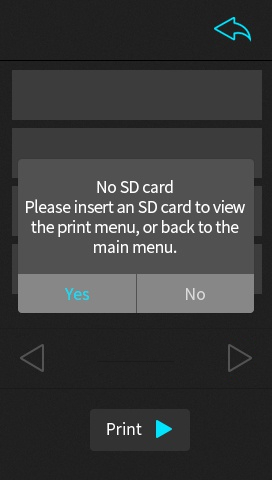 No SD card
Please insert an SD card to view
the print menu, or back to the
main menu.
Yes
No
Print